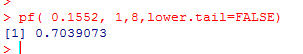 >
> pf( 0.1552, 1,8,lower.tail=FALSE)
[1] 0.7039073
>